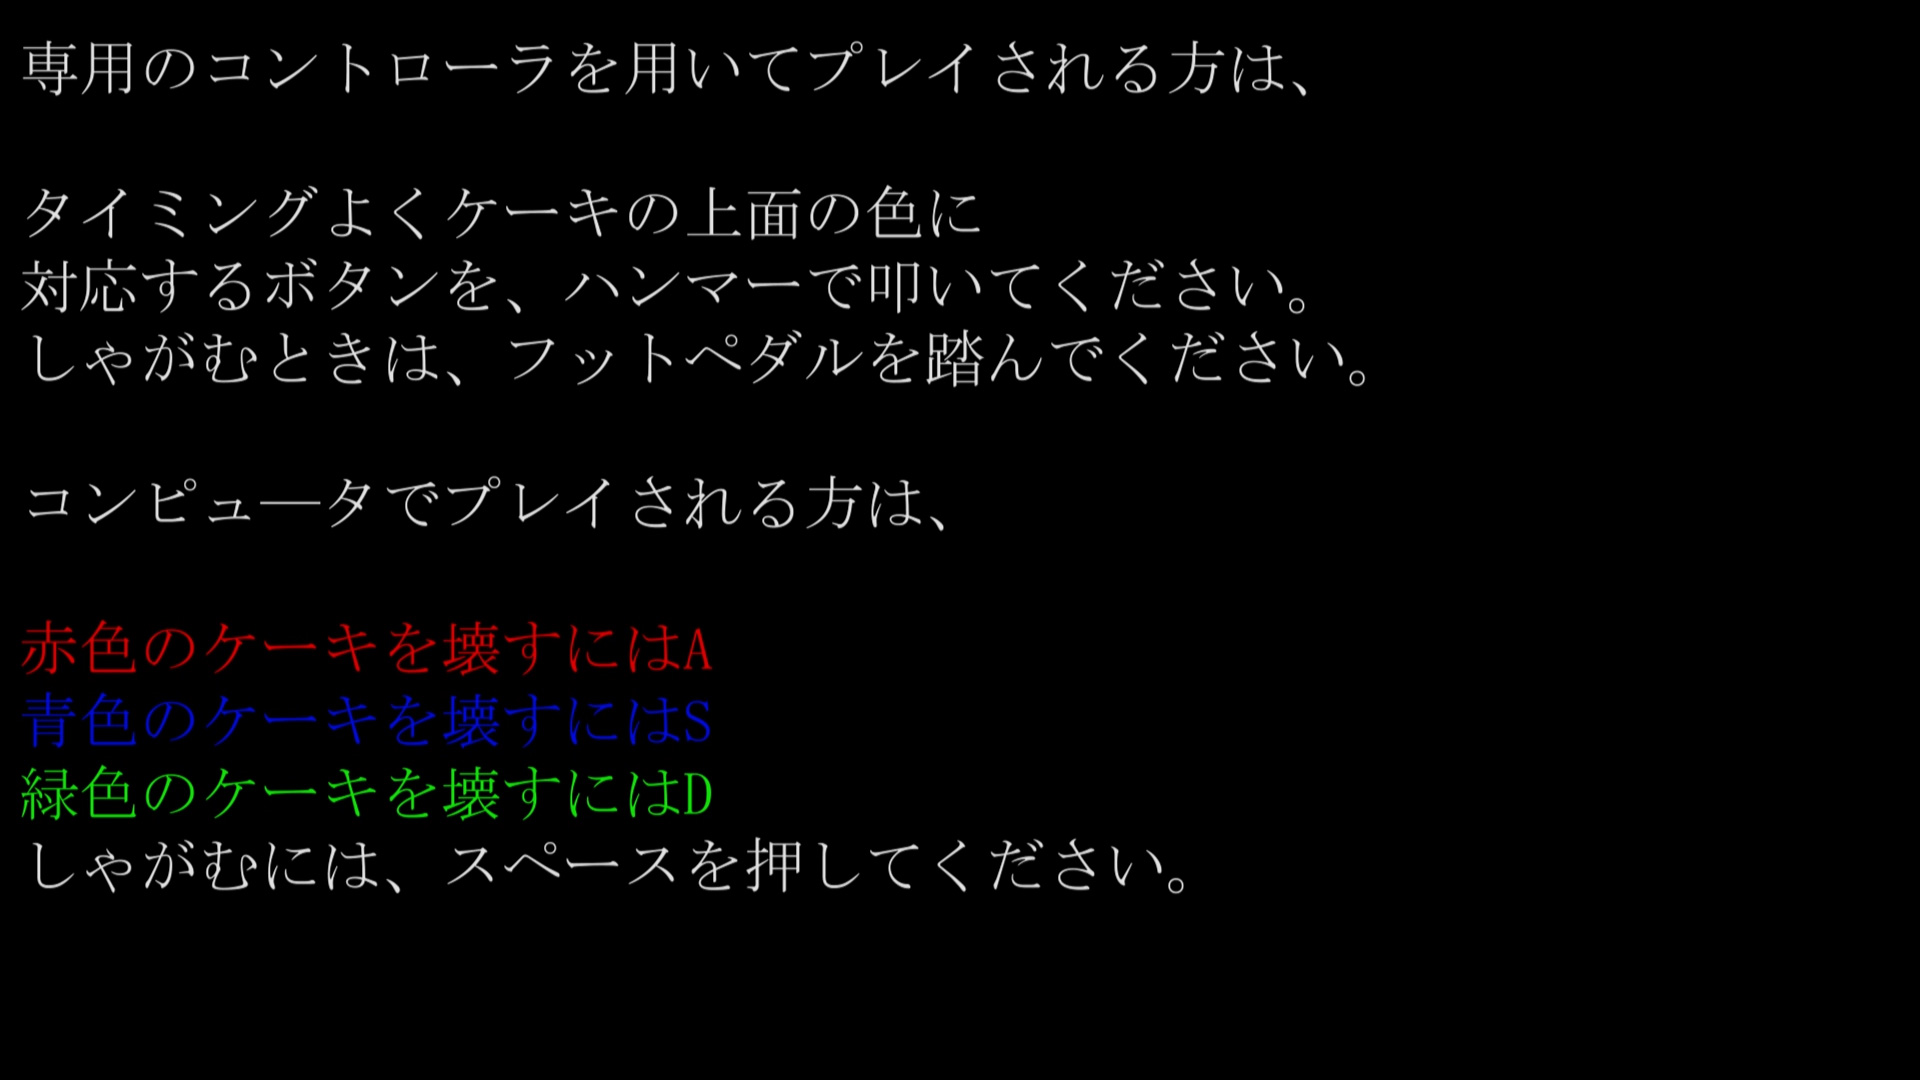 専用のコントローラを用いてプレイされる方は、
タイミングよくケーキの上面の色に
対応するボタンを、ハンマーで叩いてください。
しゃがむときは、フットペダルを踏んでください。
コンピュ―タでプレイされる方は、
赤色のケーキを壊すにはA
青色のケーキを壊すにはS
緑色のケーキを壊すにはD
しゃがむには、スペースを押してください。